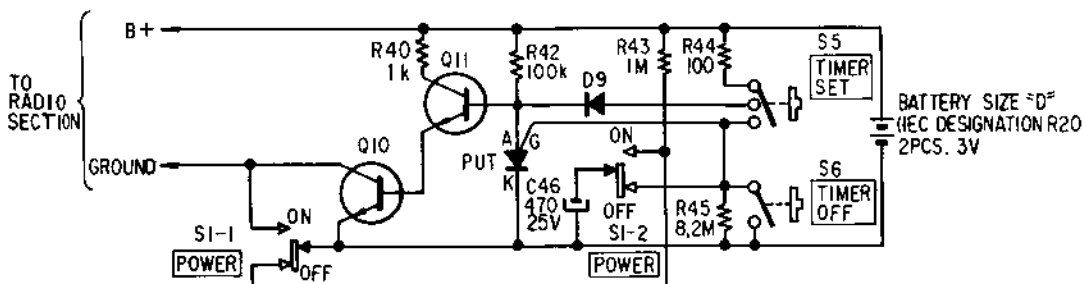 B+
TO
RADIO
SECTION
GROUND
R40
1k
Q11
R42
100k
D9
R43
1M
R44
100
S5
TIMER
SET
BATTERY SIZE "D"
(IEC DESIGNATION R20
2PCS. 3V
Q10
A
G
PUT
K
C46
470
25V
ON
OFF
S1-2
POWER
R45
8,2M
S6
TIMER
OFF
ON
S1-1
OFF
POWER